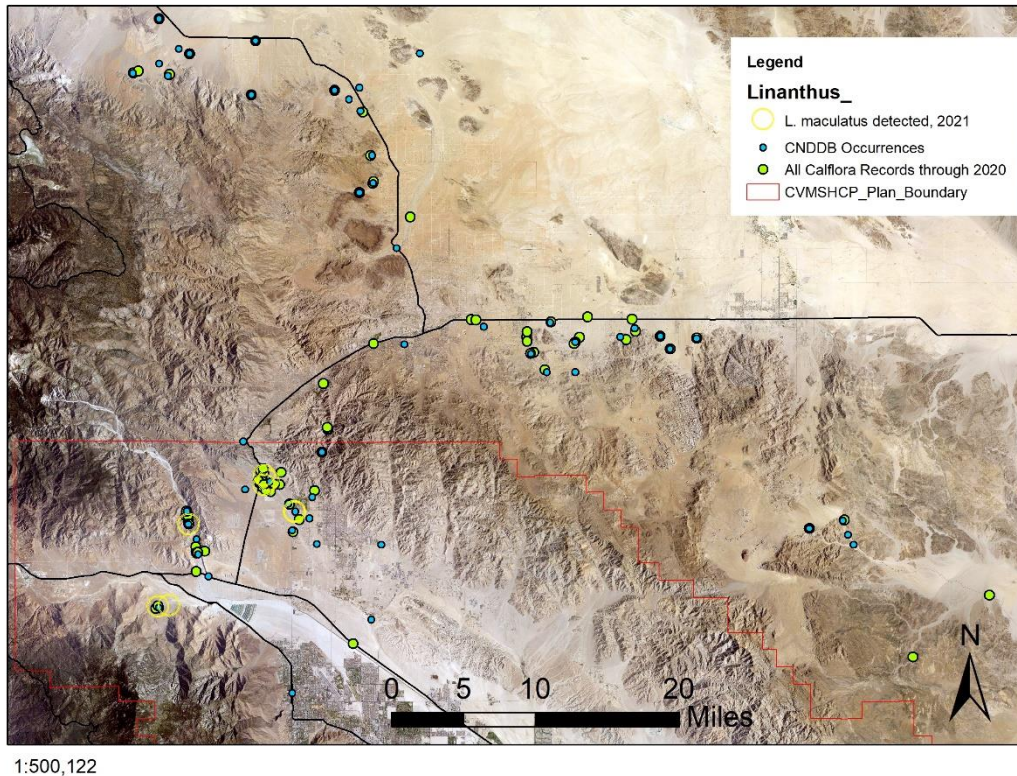 Legend
Linanthus_
L. maculatus detected, 2021
CNDDB Occurrences
All Calflora Records through 2020
CVMSHCP_Plan_Boundary
N
0 5 10 20
Miles
1:500,122